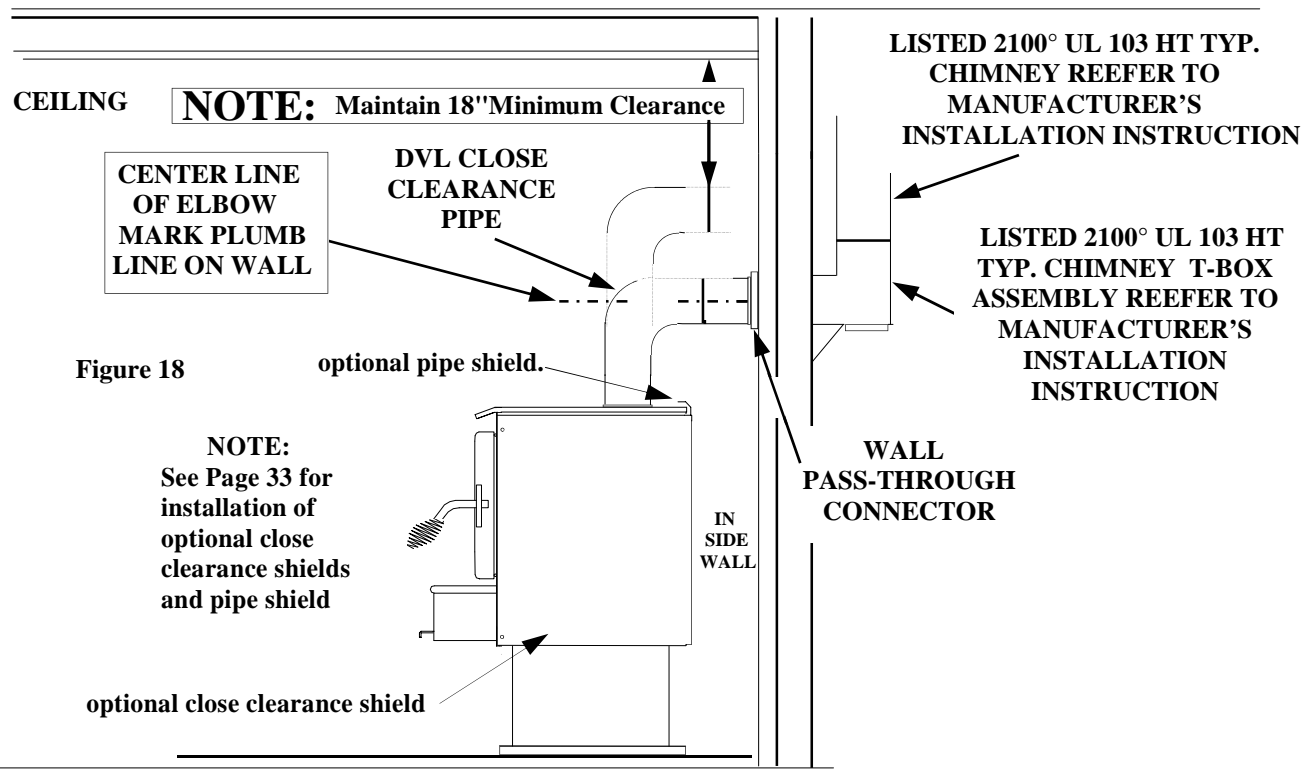 CEILING
NOTE: Maintain 18"Minimum Clearance
LISTED 2100° UL 103 HT TYP.
CHIMNEY REEFER TO
MANUFACTURER'S
INSTALLATION INSTRUCTION
CENTER LINE
OF ELBOW
MARK PLUMB
LINE ON WALL
DVL CLOSE
CLEARANCE
PIPE
LISTED 2100° UL 103 HT
TYP. CHIMNEY T-BOX
ASSEMBLY REEFER TO
MANUFACTURER'S
INSTALLATION
INSTRUCTION
Figure 18
optional pipe shield.
NOTE:
See Page 33 for
installation of
optional close
clearance shields
and pipe shield
WALL
PASS-THROUGH
CONNECTOR
IN
SIDE
WALL
optional close clearance shield